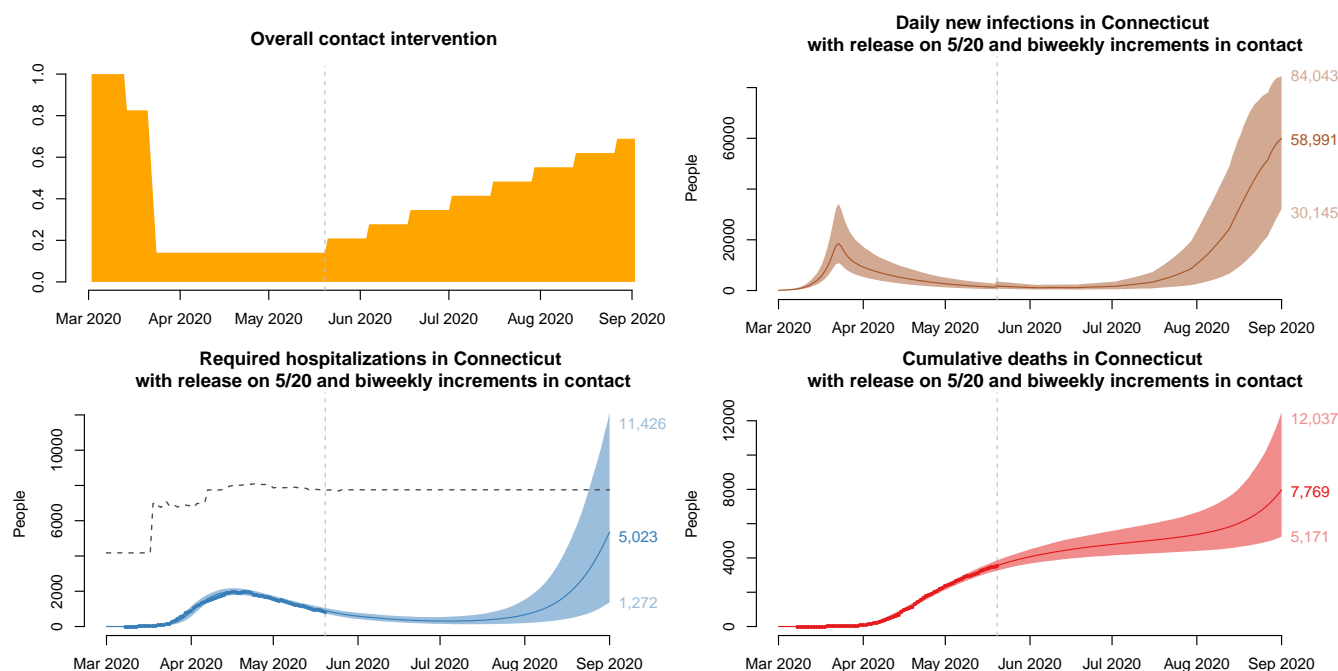 Overall contact intervention
1.0
0.8
0.6
0.4
0.2
0.0
Mar 2020 Apr 2020 May 2020 Jun 2020 Jul 2020 Aug 2020 Sep 2020
Daily new infections in Connecticut
with release on 5/20 and biweekly increments in contact
People
60000
20000
0
84,043
58,991
30,145
Mar 2020 Apr 2020 May 2020 Jun 2020 Jul 2020 Aug 2020 Sep 2020
Required hospitalizations in Connecticut
with release on 5/20 and biweekly increments in contact
People
10000
6000
2000
0
11,426
5,023
1,272
Mar 2020 Apr 2020 May 2020 Jun 2020 Jul 2020 Aug 2020 Sep 2020
Cumulative deaths in Connecticut
with release on 5/20 and biweekly increments in contact
People
12000
8000
4000
0
12,037
7,769
5,171
Mar 2020 Apr 2020 May 2020 Jun 2020 Jul 2020 Aug 2020 Sep 2020